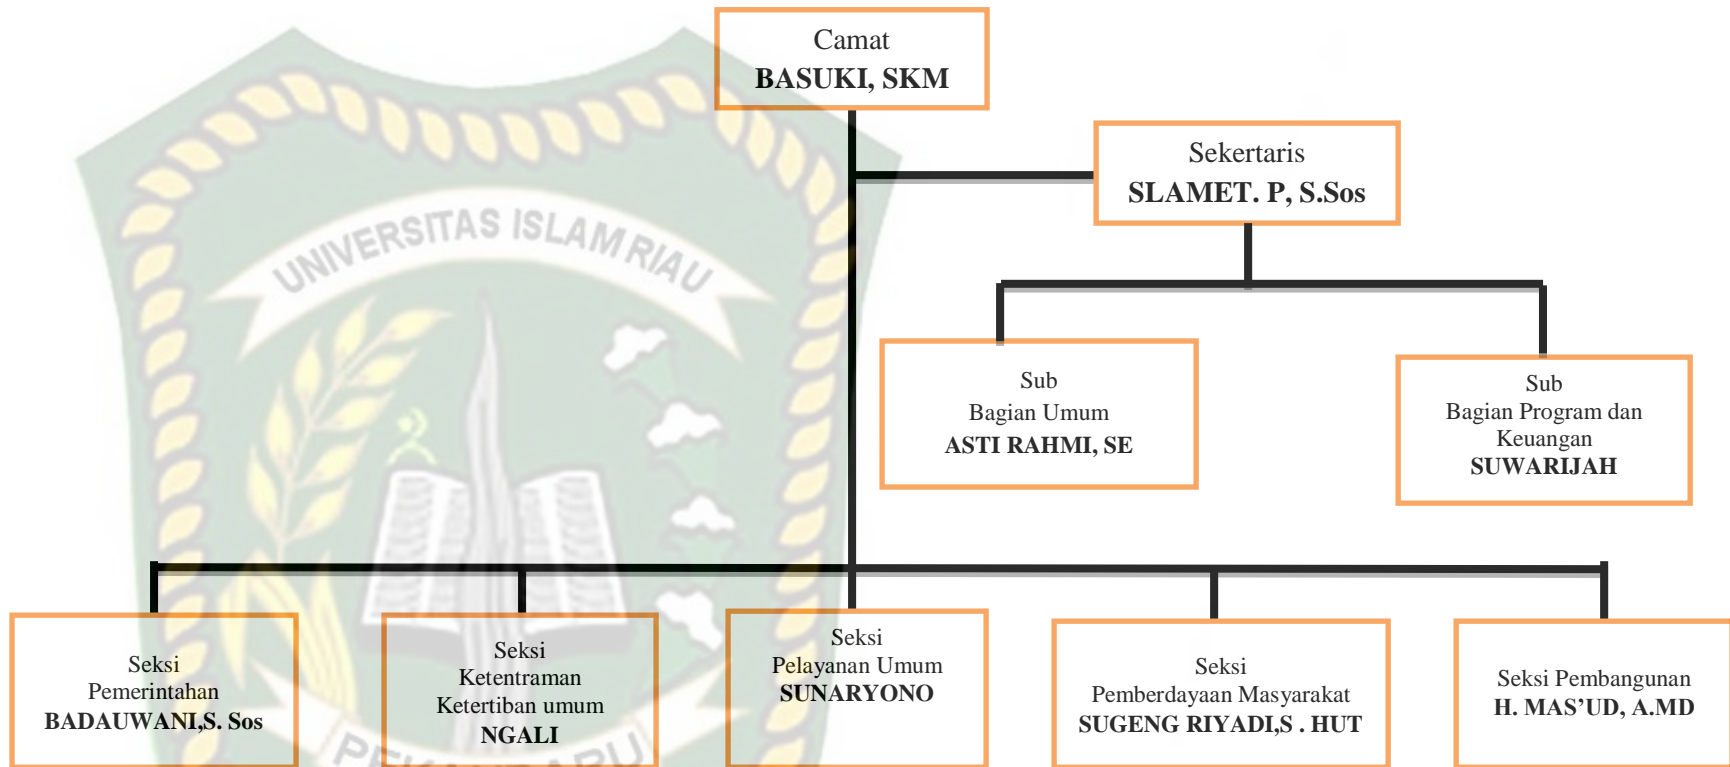 Camat
BASUKI, SKM
Sekertaris
SLAMET. P, S.Sos
UNIVERSITAS ISLAM RIAU
Sub
Bagian Umum
ASTI RAHMI, SE
Sub
Bagian Program dan
Keuangan
SUWARIJAH
Seksi
Pemerintahan
BADAUWANI,S. Sos
Seksi
Ketentraman
Ketertiban umum
NGALI
Seksi
Pelayanan Umum
SUNARYONO
Seksi
Pemberdayaan Masyarakat
SUGENG RIYADI,S . HUT
Seksi Pembangunan
H. MAS’UD, A.MD
PEKANBARU